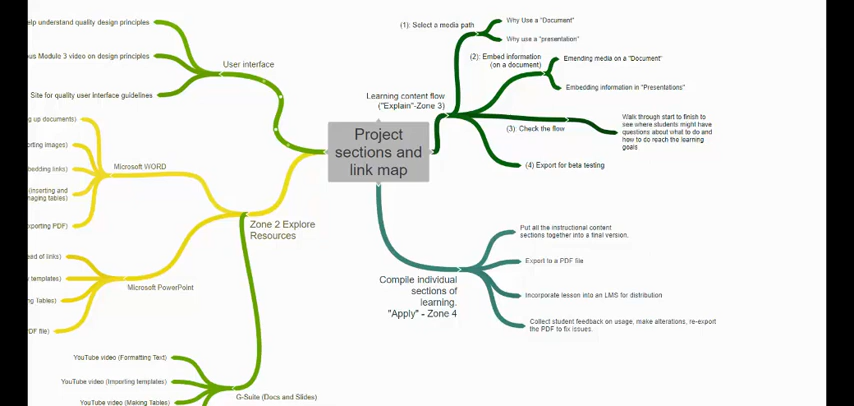 elp understand quality design principles
us Module 3 video on design principles
Site for quality user interface guidelines
User interface
g up documents)
orting images)
bedding links)
(inserting and
naging tables)
xporting PDF)
Microsoft WORD
ead of links)
templates)
ng Tables)
DF file)
Microsoft PowerPoint
Zone 2 Explore
Resources
YouTube video (Formatting Text)
YouTube video (Importing templates)
YouTube video (Making Tables)
G-Suite (Docs and Slides)
Project
sections and
link map
Learning content flow
("Explain"-Zone 3)
(1): Select a media path
Why Use a "Document"
Why use a "presentation"
(2): Embed information
(on a document)
Emending media on a "Document"
Embedding information in "Presentations"
(3): Check the flow
Walk through start to finish to
see where students might have
questions about what to do and
how to do reach the learning
goals
(4) Export for beta testing
Compile individual
sections of
learning.
"Apply" - Zone 4
Put all the instructional content
sections together into a final version.
Export to a PDF file
Incorporate lesson into an LMS for distribution
Collect student feedback on usage, make alterations, re-export
the PDF to fix issues.